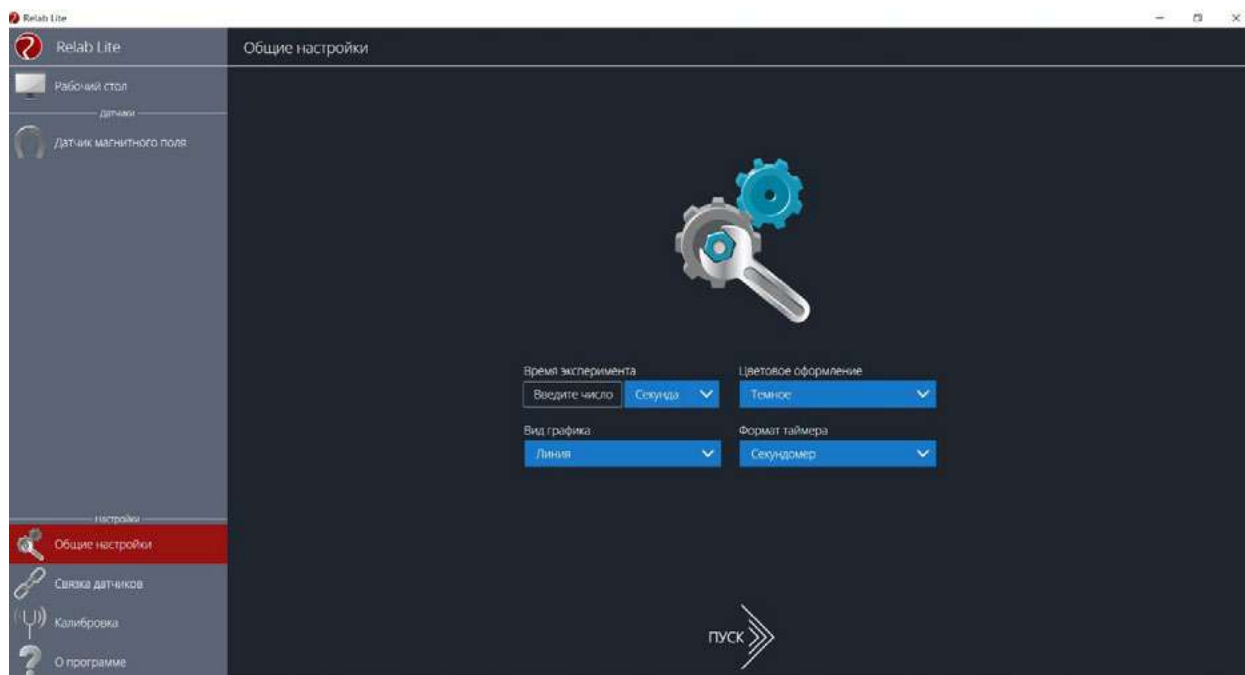 Relab Lite
Relab Lite
Общие настройки
Рабочий стол
Датчики
Датчик магнитного поля
Время эксперимента
Цветовое оформление
Введите число
Секунда
Темное
Вид графика
Формат таймера
Линия
Секундомер
Настройки
Общие настройки
Связка датчиков
Калибровка
ПУСК
О программе